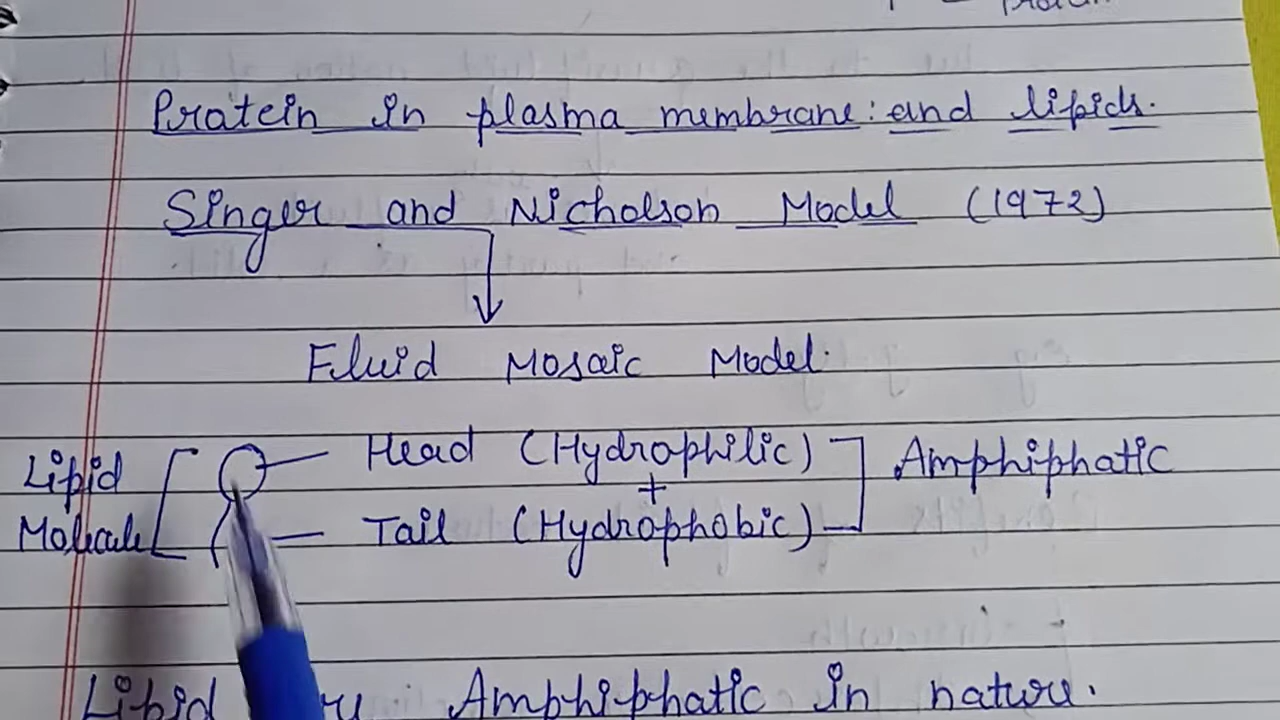 Protein in plasma membrane: and lipids.
Singer and Nicholson Model (1972)
Fluid Mosaic Model.
Lipid Molecule
Head (Hydrophilic)
+
Tail (Hydrophobic)
Amphiphatic
Lipid Amphiphatic in nature.